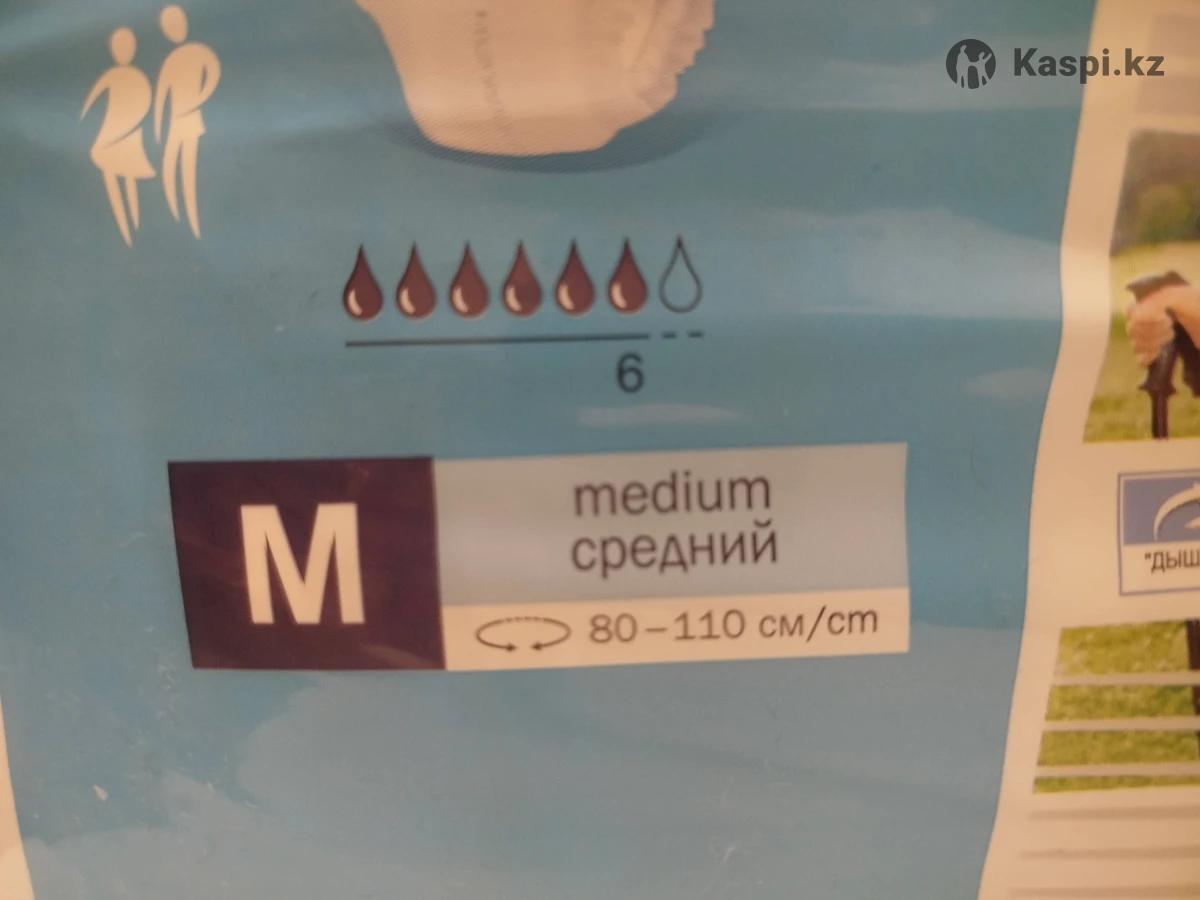 Kaspi.kz
6
M
medium
средний
80–110 см/cm
"ДЫШ